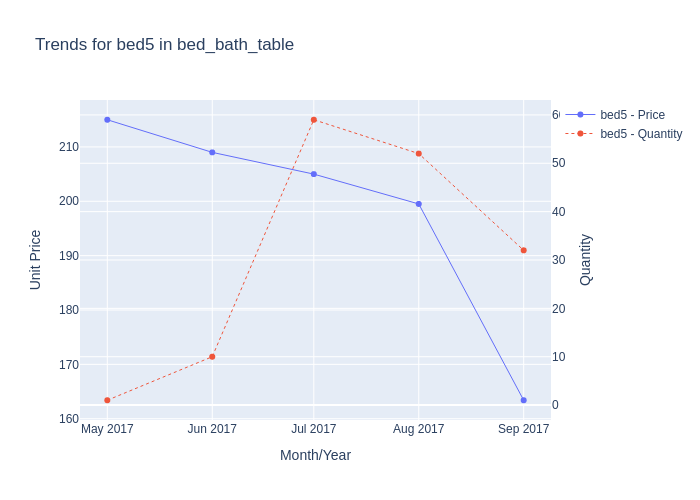 Trends for bed5 in bed_bath_table
bed5 - Price
bed5 - Quantity
Unit Price
210
200
190
180
170
160
50
40
30
20
10
0
Quantity
May 2017
Jun 2017
Jul 2017
Aug 2017
Sep 2017
Month/Year